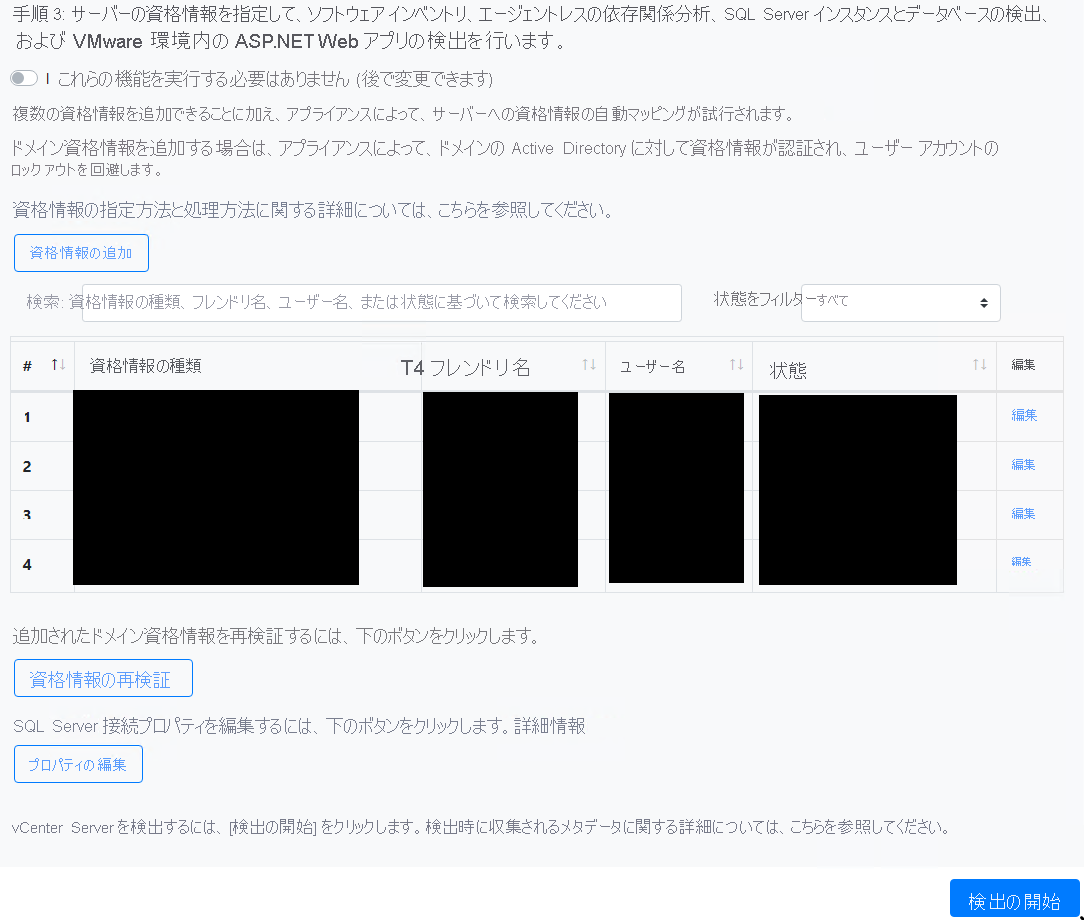 手順 3: サーバーの資格情報を指定して、ソフトウェア インベントリ、エージェントレスの依存関係分析、SQL Server インスタンスとデータベースの検出、
および VMware 環境内の ASP.NET Web アプリの検出を行います。
I これらの機能を実行する必要はありません (後で変更できます)
複数の資格情報を追加できることに加え、アプライアンスによって、サーバーへの資格情報の自動マッピングが試行されます。
ドメイン資格情報を追加する場合は、アプライアンスによって、ドメインの Active Directory に対して資格情報が認証され、ユーザー アカウントの
ロックアウトを回避します。
資格情報の指定方法と処理方法に関する詳細については、こちらを参照してください。
資格情報の追加
検索: 資格情報の種類、フレンドリ名、ユーザー名、または状態に基づいて検索してください 状態をフィルター すべて
# ↑↓ 資格情報の種類 T4 フレンドリ名 ↑↓ ユーザー名 ↑↓ 状態 ↑↓ 編集
1 編集
2 編集
3 編集
4 編集
追加されたドメイン資格情報を再検証するには、下のボタンをクリックします。
資格情報の再検証
SQL Server 接続プロパティを編集するには、下のボタンをクリックします。詳細情報
プロパティの編集
vCenter Server を検出するには、[検出の開始] をクリックします。検出時に収集されるメタデータに関する詳細については、こちらを参照してください。
検出の開始